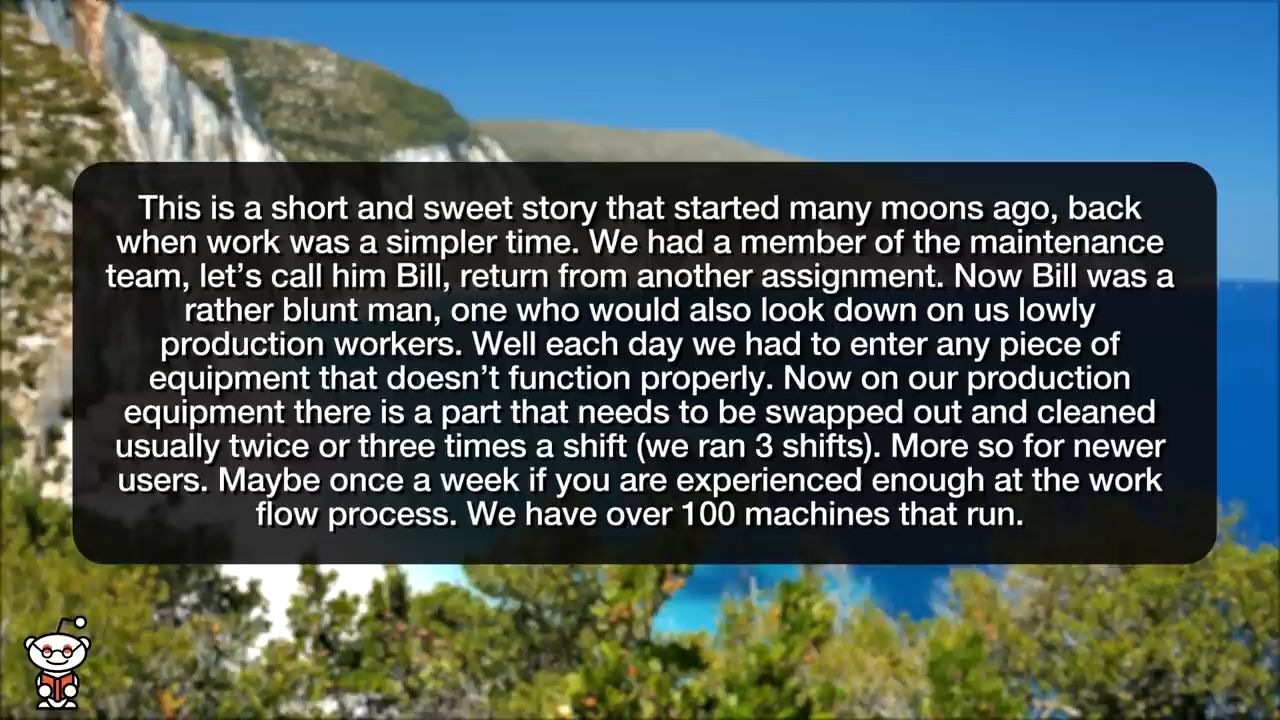 This is a short and sweet story that started many moons ago, back
when work was a simpler time. We had a member of the maintenance
team, let’s call him Bill, return from another assignment. Now Bill was a
rather blunt man, one who would also look down on us lowly
production workers. Well each day we had to enter any piece of
equipment that doesn’t function properly. Now on our production
equipment there is a part that needs to be swapped out and cleaned
usually twice or three times a shift (we ran 3 shifts). More so for newer
users. Maybe once a week if you are experienced enough at the work
flow process. We have over 100 machines that run.